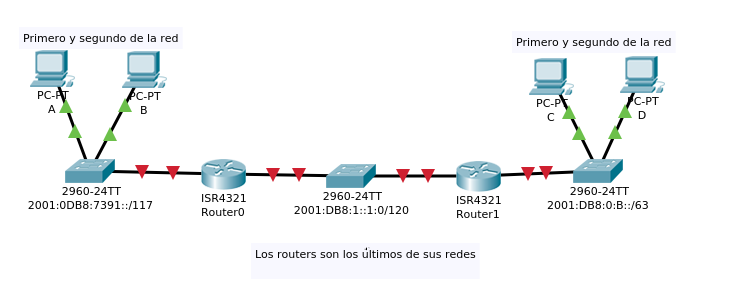 Primero y segundo de la red
Primero y segundo de la red
PC-PT
A
PC-PT
B
PC-PT
C
PC-PT
D
2960-24TT
2001:0DB8:7391::/117
ISR4321
Router0
2960-24TT
2001:DB8:1::1:0/120
ISR4321
Router1
2960-24TT
2001:DB8:0:B::/63
Los routers son los últimos de sus redes